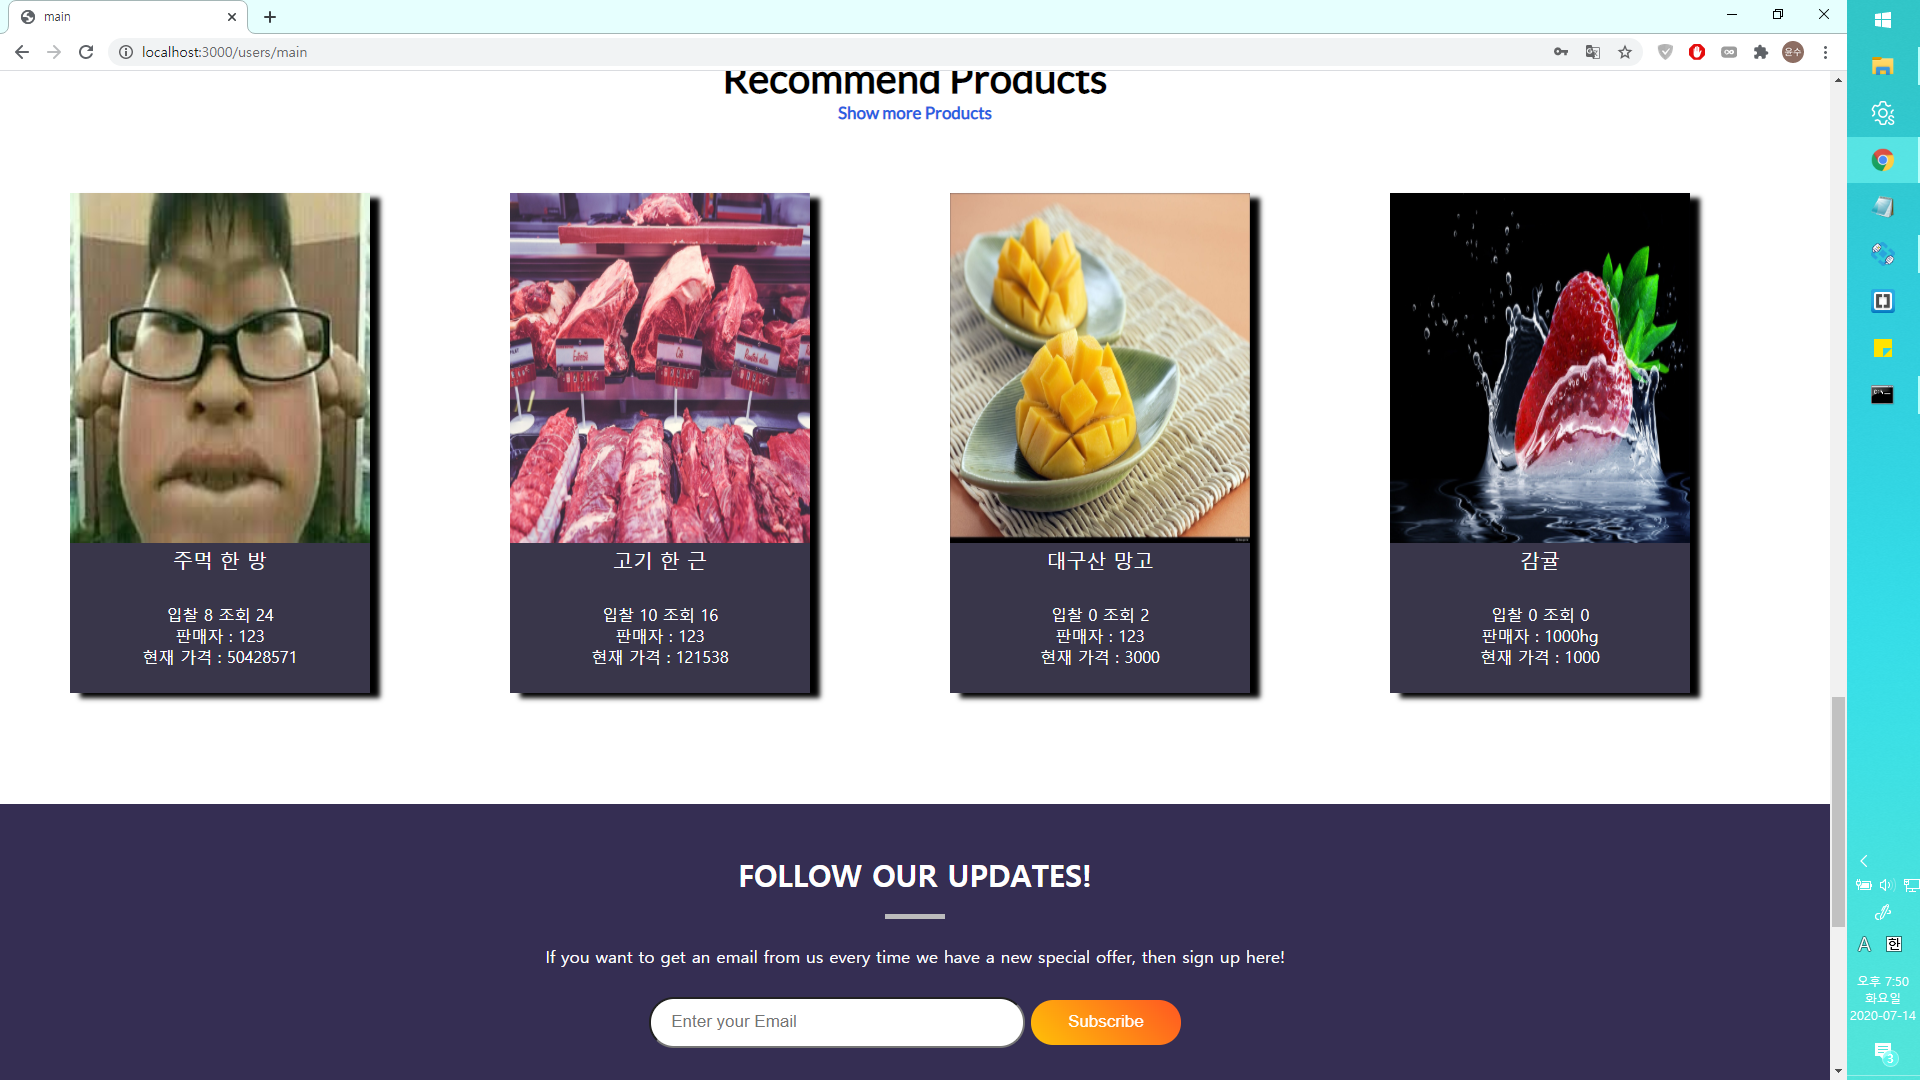 main
localhost:3000/users/main
윤수
Recommend Products
Show more Products
주먹 한 방
입찰 8 조회 24
판매자 : 123
현재 가격 : 50428571
고기 한 근
입찰 10 조회 16
판매자 : 123
현재 가격 : 121538
대구산 망고
입찰 0 조회 2
판매자 : 123
현재 가격 : 3000
감귤
입찰 0 조회 0
판매자 : 1000hg
현재 가격 : 1000
FOLLOW OUR UPDATES!
If you want to get an email from us every time we have a new special offer, then sign up here!
Enter your Email
Subscribe
A 한
오후 7:50
화요일
2020-07-14
3